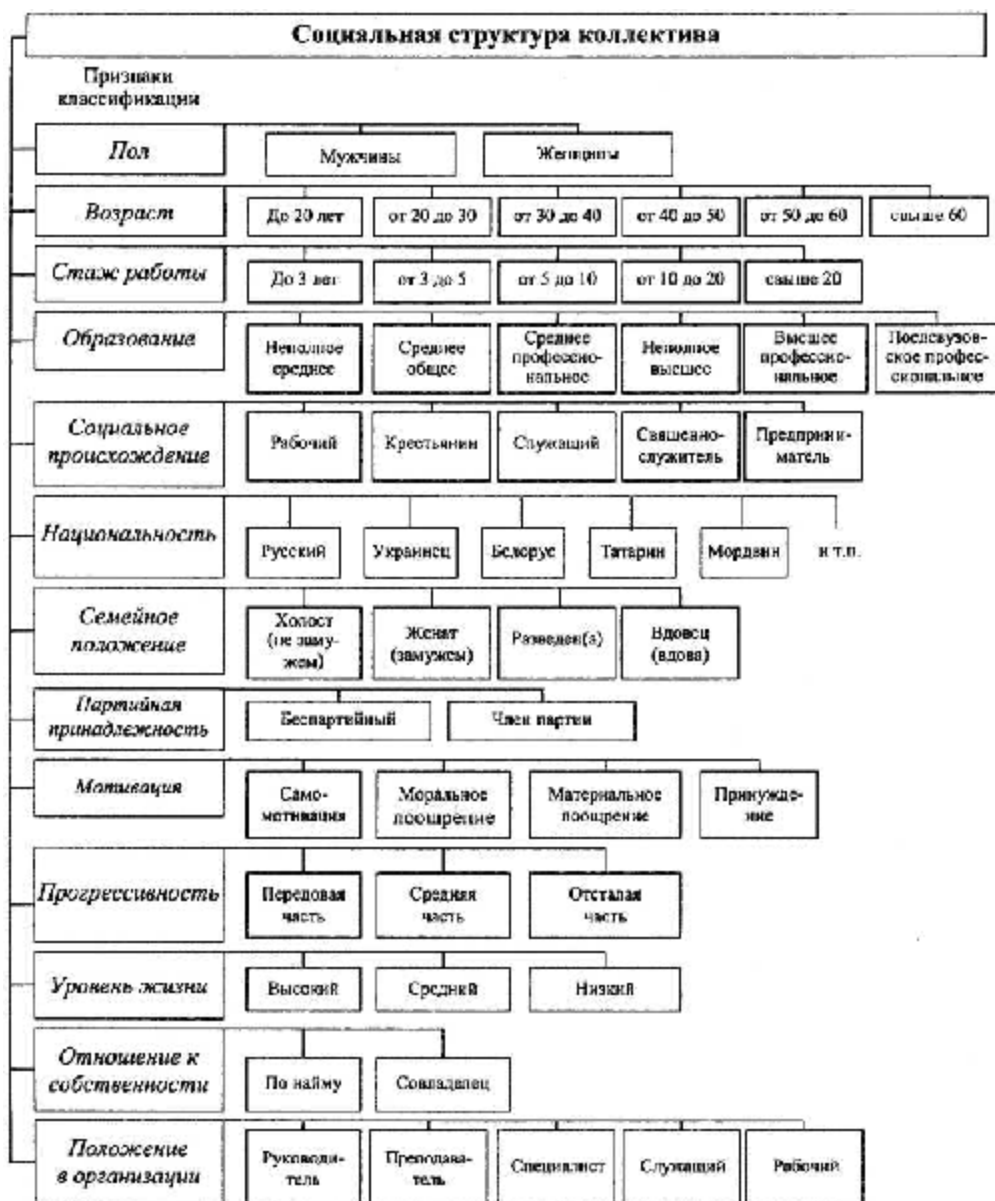 Социальная структура коллектива
Признаки
классификации
Пол
Мужчины
Женщины
Возраст
До 20 лет
от 20 до 30
от 30 до 40
от 40 до 50
от 50 до 60
свыше 60
Стаж работы
До 3 лет
от 3 до 5
от 5 до 10
от 10 до 20
свыше 20
Образование
Неполное
среднее
Среднее
общее
Среднее
профессио-
нальное
Неполное
высшее
Высшее
профессио-
нальное
Послевузов-
ское профес-
сиональное
Социальное
происхождение
Рабочий
Крестьянин
Служащий
Священно-
служитель
Предприни-
матель
Национальность
Русский
Украинец
Белорус
Татарин
Мордвин
и т.п.
Семейное
положение
Холост
(не заму-
жем)
Женат
(замужем)
Разведен(а)
Вдовец
(вдова)
Партийная
принадлежность
Беспартийный
Член партии
Мотивация
Само-
мотивация
Моральное
поощрение
Материальное
поощрение
Принужде-
ние
Прогрессивность
Передовая
часть
Средняя
часть
Отсталая
часть
Уровень жизни
Высокий
Средний
Низкий
Отношение к
собственности
По найму
Совладелец
Положение
в организации
Руководи-
тель
Преподава-
тель
Специалист
Служащий
Рабочий